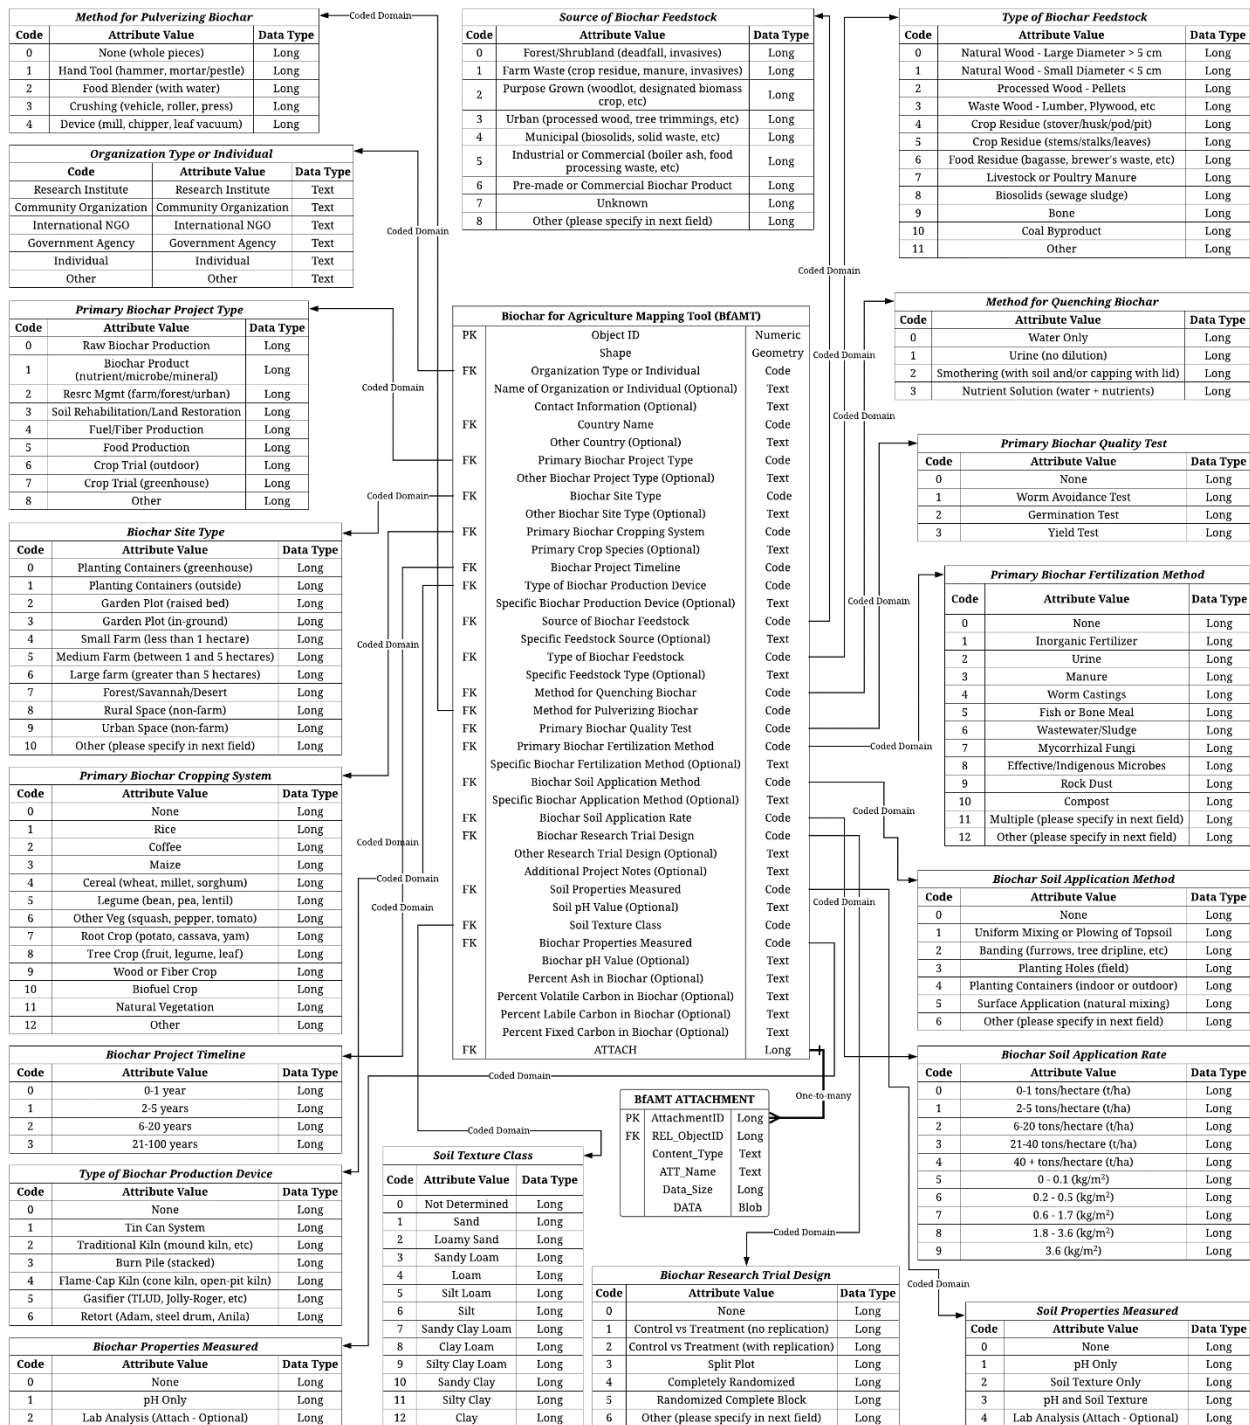 Method for Pulverizing Biochar
Code Attribute Value Data Type
0 None (whole pieces) Long
1 Hand Tool (hammer, mortar/pestle) Long
2 Food Blender (with water) Long
3 Crushing (vehicle, roller, press) Long
4 Device (mill, chipper, leaf vacuum) Long
Coded Domain
Source of Biochar Feedstock
Code Attribute Value Data Type
0 Forest/Shrubland (deadfall, invasives) Long
1 Farm Waste (crop residue, manure, invasives) Long
2 Purpose Grown (woodlot, designated biomass Long
crop, etc)
3 Urban (processed wood, tree trimmings, etc) Long
4 Municipal (biosolids, solid waste, etc) Long
5 Industrial or Commercial (boiler ash, food Long
processing waste, etc)
6 Pre-made or Commercial Biochar Product Long
7 Unknown Long
8 Other (please specify in next field) Long
Type of Biochar Feedstock
Code Attribute Value Data Type
0 Natural Wood - Large Diameter > 5 cm Long
1 Natural Wood - Small Diameter < 5 cm Long
2 Processed Wood - Pellets Long
3 Waste Wood - Lumber, Plywood, etc Long
4 Crop Residue (stover/husk/pod/pit) Long
5 Crop Residue (stems/stalks/leaves) Long
6 Food Residue (bagasse, brewer's waste, etc) Long
7 Livestock or Poultry Manure Long
8 Biosolids (sewage sludge) Long
9 Bone Long
10 Coal Byproduct Long
11 Other Long
Organization Type or Individual
Code Attribute Value Data Type
Research Institute Research Institute Text
Community Organization Community Organization Text
International NGO International NGO Text
Government Agency Government Agency Text
Individual Individual Text
Other Other Text
Coded Domain
Coded Domain
Primary Biochar Project Type
Code Attribute Value Data Type
0 Raw Biochar Production Long
1 Biochar Product Long
(nutrient/microbe/mineral)
2 Resrc Mgmt (farm/forest/urban) Long
3 Soil Rehabilitation/Land Restoration Long
4 Fuel/Fiber Production Long
5 Food Production Long
6 Crop Trial (outdoor) Long
7 Crop Trial (greenhouse) Long
8 Other Long
Coded Domain
Coded Domain
Biochar for Agriculture Mapping Tool (BfAMT)
PK Object ID Numeric
Shape Geometry
FK Organization Type or Individual Code
Name of Organization or Individual (Optional) Text
Contact Information (Optional) Text
FK Country Name Code
Other Country (Optional) Text
FK Primary Biochar Project Type Code
Other Biochar Project Type (Optional) Text
FK Biochar Site Type Code
Other Biochar Site Type (Optional) Text
FK Primary Biochar Cropping System Code
Primary Crop Species (Optional) Text
FK Biochar Project Timeline Code
FK Type of Biochar Production Device Code
Specific Biochar Production Device (Optional) Text
FK Source of Biochar Feedstock Code
Specific Feedstock Source (Optional) Text
FK Type of Biochar Feedstock Code
Specific Feedstock Type (Optional) Text
FK Method for Quenching Biochar Code
FK Method for Pulverizing Biochar Code
FK Primary Biochar Quality Test Code
FK Primary Biochar Fertilization Method Code
Specific Biochar Fertilization Method (Optional) Text
FK Biochar Soil Application Method Code
Specific Biochar Application Method (Optional) Text
FK Biochar Soil Application Rate Code
FK Biochar Research Trial Design Code
Other Research Trial Design (Optional) Text
Additional Project Notes (Optional) Text
FK Soil Properties Measured Code
Soil pH Value (Optional) Text
FK Soil Texture Class Code
FK Biochar Properties Measured Code
Biochar pH Value (Optional) Text
Percent Ash in Biochar (Optional) Text
Percent Volatile Carbon in Biochar (Optional) Text
Percent Labile Carbon in Biochar (Optional) Text
Percent Fixed Carbon in Biochar (Optional) Text
FK ATTACH Long
Coded Domain
Method for Quenching Biochar
Code Attribute Value Data Type
0 Water Only Long
1 Urine (no dilution) Long
2 Smothering (with soil and/or capping with lid) Long
3 Nutrient Solution (water + nutrients) Long
Coded Domain
Primary Biochar Quality Test
Code Attribute Value Data Type
0 None Long
1 Worm Avoidance Test Long
2 Germination Test Long
3 Yield Test Long
Coded Domain
Biochar Site Type
Code Attribute Value Data Type
0 Planting Containers (greenhouse) Long
1 Planting Containers (outside) Long
2 Garden Plot (raised bed) Long
3 Garden Plot (in-ground) Long
4 Small Farm (less than 1 hectare) Long
5 Medium Farm (between 1 and 5 hectares) Long
6 Large farm (greater than 5 hectares) Long
7 Forest/Savannah/Desert Long
8 Rural Space (non-farm) Long
9 Urban Space (non-farm) Long
10 Other (please specify in next field) Long
Coded Domain
Coded Domain
Primary Biochar Fertilization Method
Code Attribute Value Data Type
0 None Long
1 Inorganic Fertilizer Long
2 Urine Long
3 Manure Long
4 Worm Castings Long
5 Fish or Bone Meal Long
6 Wastewater/Sludge Long
7 Mycorrhizal Fungi Long
8 Effective/Indigenous Microbes Long
9 Rock Dust Long
10 Compost Long
11 Multiple (please specify in next field) Long
12 Other (please specify in next field) Long
Coded Domain
Primary Biochar Cropping System
Code Attribute Value Data Type
0 None Long
1 Rice Long
2 Coffee Long
3 Maize Long
4 Cereal (wheat, millet, sorghum) Long
5 Legume (bean, pea, lentil) Long
6 Other Veg (squash, pepper, tomato) Long
7 Root Crop (potato, cassava, yam) Long
8 Tree Crop (fruit, legume, leaf) Long
9 Wood or Fiber Crop Long
10 Biofuel Crop Long
11 Natural Vegetation Long
12 Other Long
Coded Domain
Coded Domain
Coded Domain
Coded Domain
Coded Domain
Biochar Soil Application Method
Code Attribute Value Data Type
0 None Long
1 Uniform Mixing or Plowing of Topsoil Long
2 Banding (furrows, tree dripline, etc) Long
3 Planting Holes (field) Long
4 Planting Containers (indoor or outdoor) Long
5 Surface Application (natural mixing) Long
6 Other (please specify in next field) Long
Biochar Project Timeline
Code Attribute Value Data Type
0 0-1 year Long
1 2-5 years Long
2 6-20 years Long
3 21-100 years Long
Coded Domain
One-to-many
BfAMT ATTACHMENT
PK AttachmentID Long
FK REL_ObjectID Long
Content_Type Text
ATT_Name Text
Data_Size Long
DATA Blob
Biochar Soil Application Rate
Code Attribute Value Data Type
0 0-1 tons/hectare (t/ha) Long
1 2-5 tons/hectare (t/ha) Long
2 6-20 tons/hectare (t/ha) Long
3 21-40 tons/hectare (t/ha) Long
4 40 + tons/hectare (t/ha) Long
5 0 - 0.1 (kg/m²) Long
6 0.2 - 0.5 (kg/m²) Long
7 0.6 - 1.7 (kg/m²) Long
8 1.8 - 3.6 (kg/m²) Long
9 3.6 (kg/m²) Long
Type of Biochar Production Device
Code Attribute Value Data Type
0 None Long
1 Tin Can System Long
2 Traditional Kiln (mound kiln, etc) Long
3 Burn Pile (stacked) Long
4 Flame-Cap Kiln (cone kiln, open-pit kiln) Long
5 Gasifier (TLUD, Jolly-Roger, etc) Long
6 Retort (Adam, steel drum, Anila) Long
Coded Domain
Soil Texture Class
Code Attribute Value Data Type
0 Not Determined Long
1 Sand Long
2 Loamy Sand Long
3 Sandy Loam Long
4 Loam Long
5 Silt Loam Long
6 Silt Long
7 Sandy Clay Loam Long
8 Clay Loam Long
9 Silty Clay Loam Long
10 Sandy Clay Long
11 Silty Clay Long
12 Clay Long
Coded Domain
Biochar Research Trial Design
Code Attribute Value Data Type
0 None Long
1 Control vs Treatment (no replication) Long
2 Control vs Treatment (with replication) Long
3 Split Plot Long
4 Completely Randomized Long
5 Randomized Complete Block Long
6 Other (please specify in next field) Long
Coded Domain
Soil Properties Measured
Code Attribute Value Data Type
0 None Long
1 pH Only Long
2 Soil Texture Only Long
3 pH and Soil Texture Long
4 Lab Analysis (Attach - Optional) Long
Biochar Properties Measured
Code Attribute Value Data Type
0 None Long
1 pH Only Long
2 Lab Analysis (Attach - Optional) Long